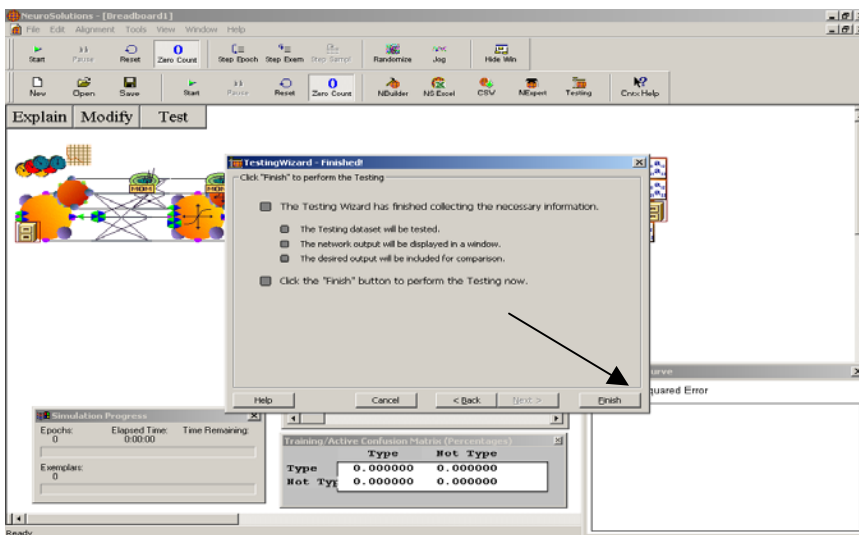 NeuroSolutions - [Breadboard1]
File Edit Alignment Tools View Window Help
Start Pause Reset Zero Count Step Epoch Step Exem Step Sampl Randomize Jog Hide Win
New Open Save Start Pause Reset Zero Count NBuilder NS Excel CSV NExpert Testing Cntx Help
Explain Modify Test
TestingWizard - Finished!
Click "Finish" to perform the Testing
The Testing Wizard has finished collecting the necessary information.
The Testing dataset will be tested.
The network output will be displayed in a window.
The desired output will be included for comparison.
Click the "Finish" button to perform the Testing now.
Help Cancel < Back Next > Finish
urve
quared Error
Simulation Progress
Epochs: Elapsed Time: Time Remaining:
0 0:00:00
Exemplars:
0
Training/Active Confusion Matrix (Percentages)
Type Not Type
Type 0.000000 0.000000
Not Typ 0.000000 0.000000
Ready